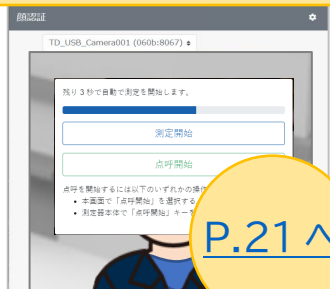 顔認証
TD_USB_Camera001 (060b:8067)
残り3秒で自動で測定を開始します。
測定開始
点呼開始
点呼を開始するには以下のいずれかの操作
• 本画面で「点呼開始」を選択する
• 測定器本体で「点呼開始」キーを
P.21 へ